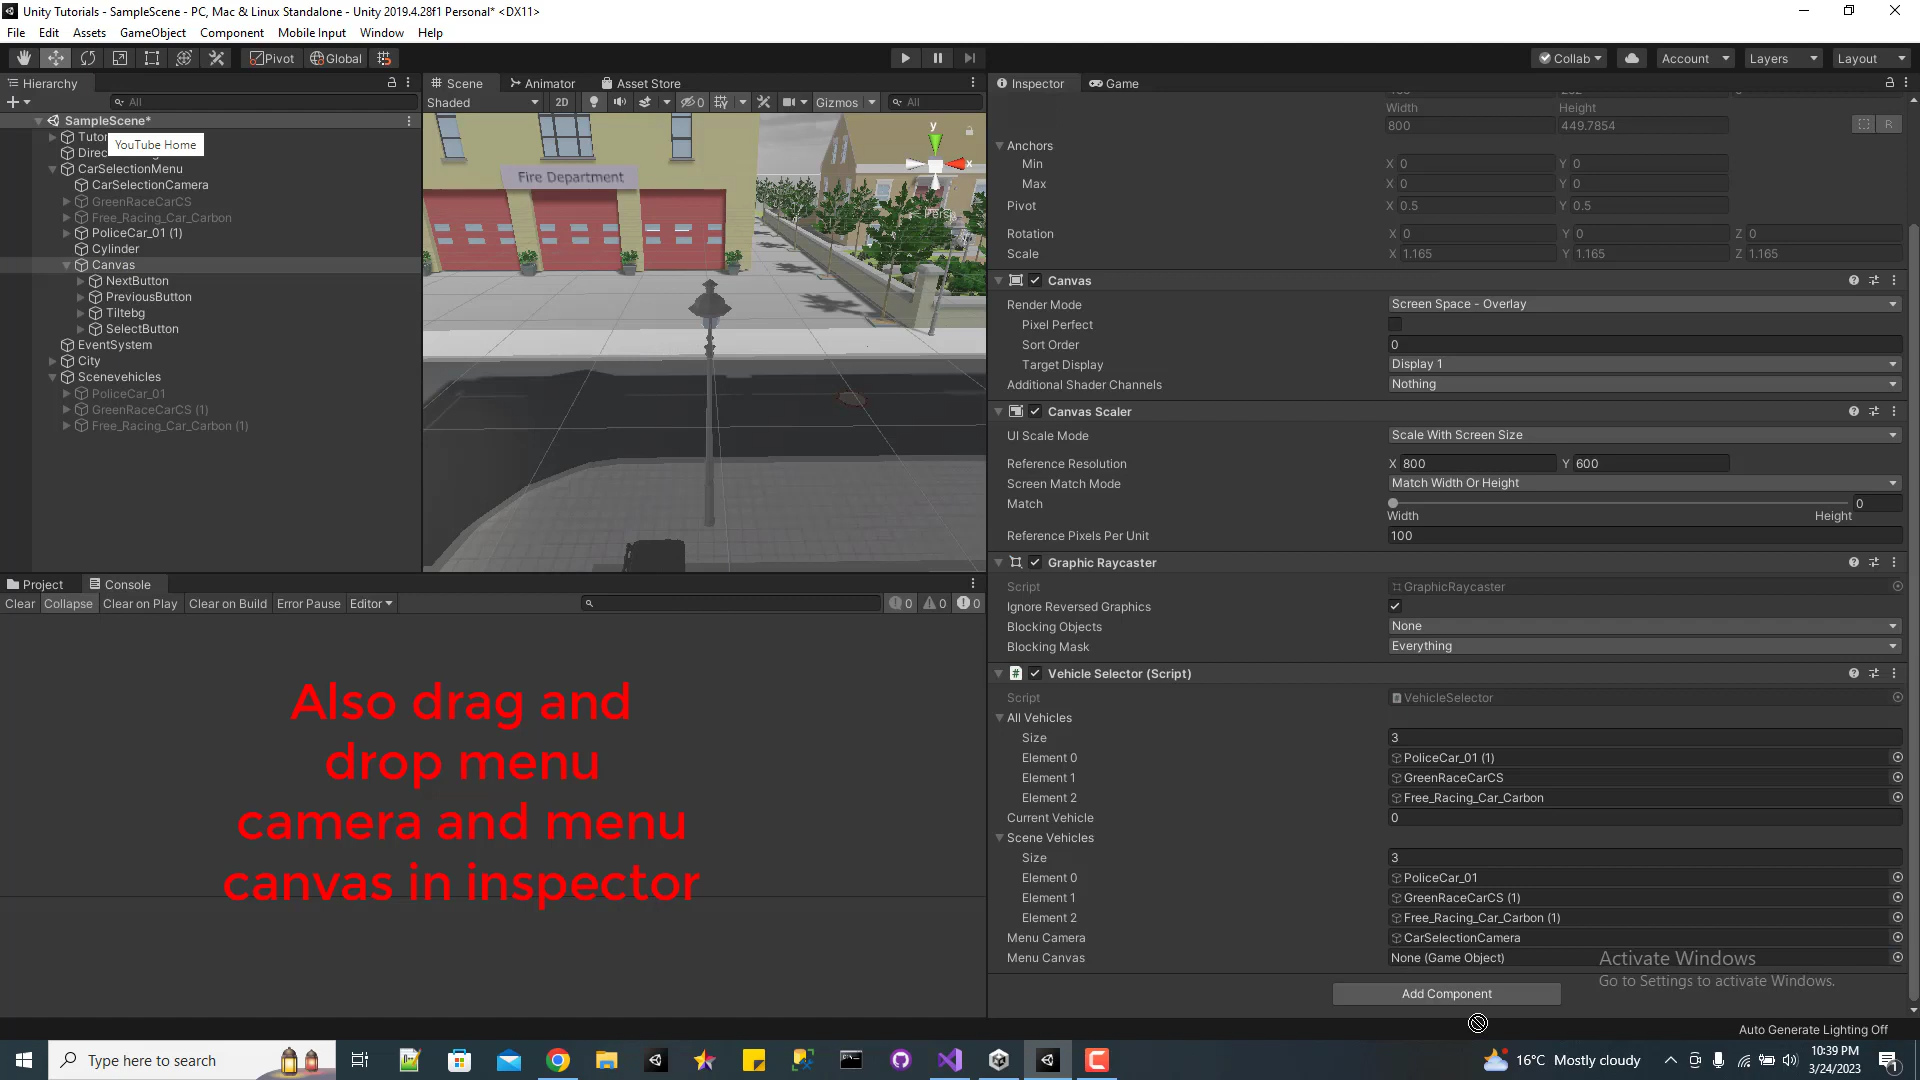 Unity Tutorials - SampleScene - PC, Mac & Linux Standalone - Unity 2019.4.28f1 Personal* <DX11>
File Edit Assets GameObject Component Mobile Input Window Help
Pivot Global Collab Account Layers Layout
Hierarchy
All
SampleScene*
Tutor
YouTube Home
Direc
CarSelectionMenu
CarSelectionCamera
GreenRaceCarCS
Free_Racing_Car_Carbon
PoliceCar_01 (1)
Cylinder
Canvas
NextButton
PreviousButton
Tiltebg
SelectButton
EventSystem
City
Scenevehicles
PoliceCar_01
GreenRaceCarCS (1)
Free_Racing_Car_Carbon (1)
Scene Animator Asset Store
Shaded 2D 0 Gizmos All
Fire Department
y
x
Persp
Project Console
Clear Collapse Clear on Play Clear on Build Error Pause Editor 0 0 0
Also drag and
drop menu
camera and menu
canvas in inspector
Inspector Game
Width Height
800 449.7854 R
Anchors
Min X 0 Y 0
Max X 0 Y 0
Pivot X 0.5 Y 0.5
Rotation X 0 Y 0 Z 0
Scale X 1.165 Y 1.165 Z 1.165
Canvas
Render Mode Screen Space - Overlay
Pixel Perfect
Sort Order 0
Target Display Display 1
Additional Shader Channels Nothing
Canvas Scaler
UI Scale Mode Scale With Screen Size
Reference Resolution X 800 Y 600
Screen Match Mode Match Width Or Height
Match 0
Width Height
Reference Pixels Per Unit 100
Graphic Raycaster
Script GraphicRaycaster
Ignore Reversed Graphics
Blocking Objects None
Blocking Mask Everything
Vehicle Selector (Script)
Script VehicleSelector
All Vehicles
Size 3
Element 0 PoliceCar_01 (1)
Element 1 GreenRaceCarCS
Element 2 Free_Racing_Car_Carbon
Current Vehicle 0
Scene Vehicles
Size 3
Element 0 PoliceCar_01
Element 1 GreenRaceCarCS (1)
Element 2 Free_Racing_Car_Carbon (1)
Menu Camera CarSelectionCamera
Menu Canvas None (Game Object)
Activate Windows
Go to Settings to activate Windows.
Add Component
Auto Generate Lighting Off
Type here to search
16°C Mostly cloudy
10:39 PM
3/24/2023
1